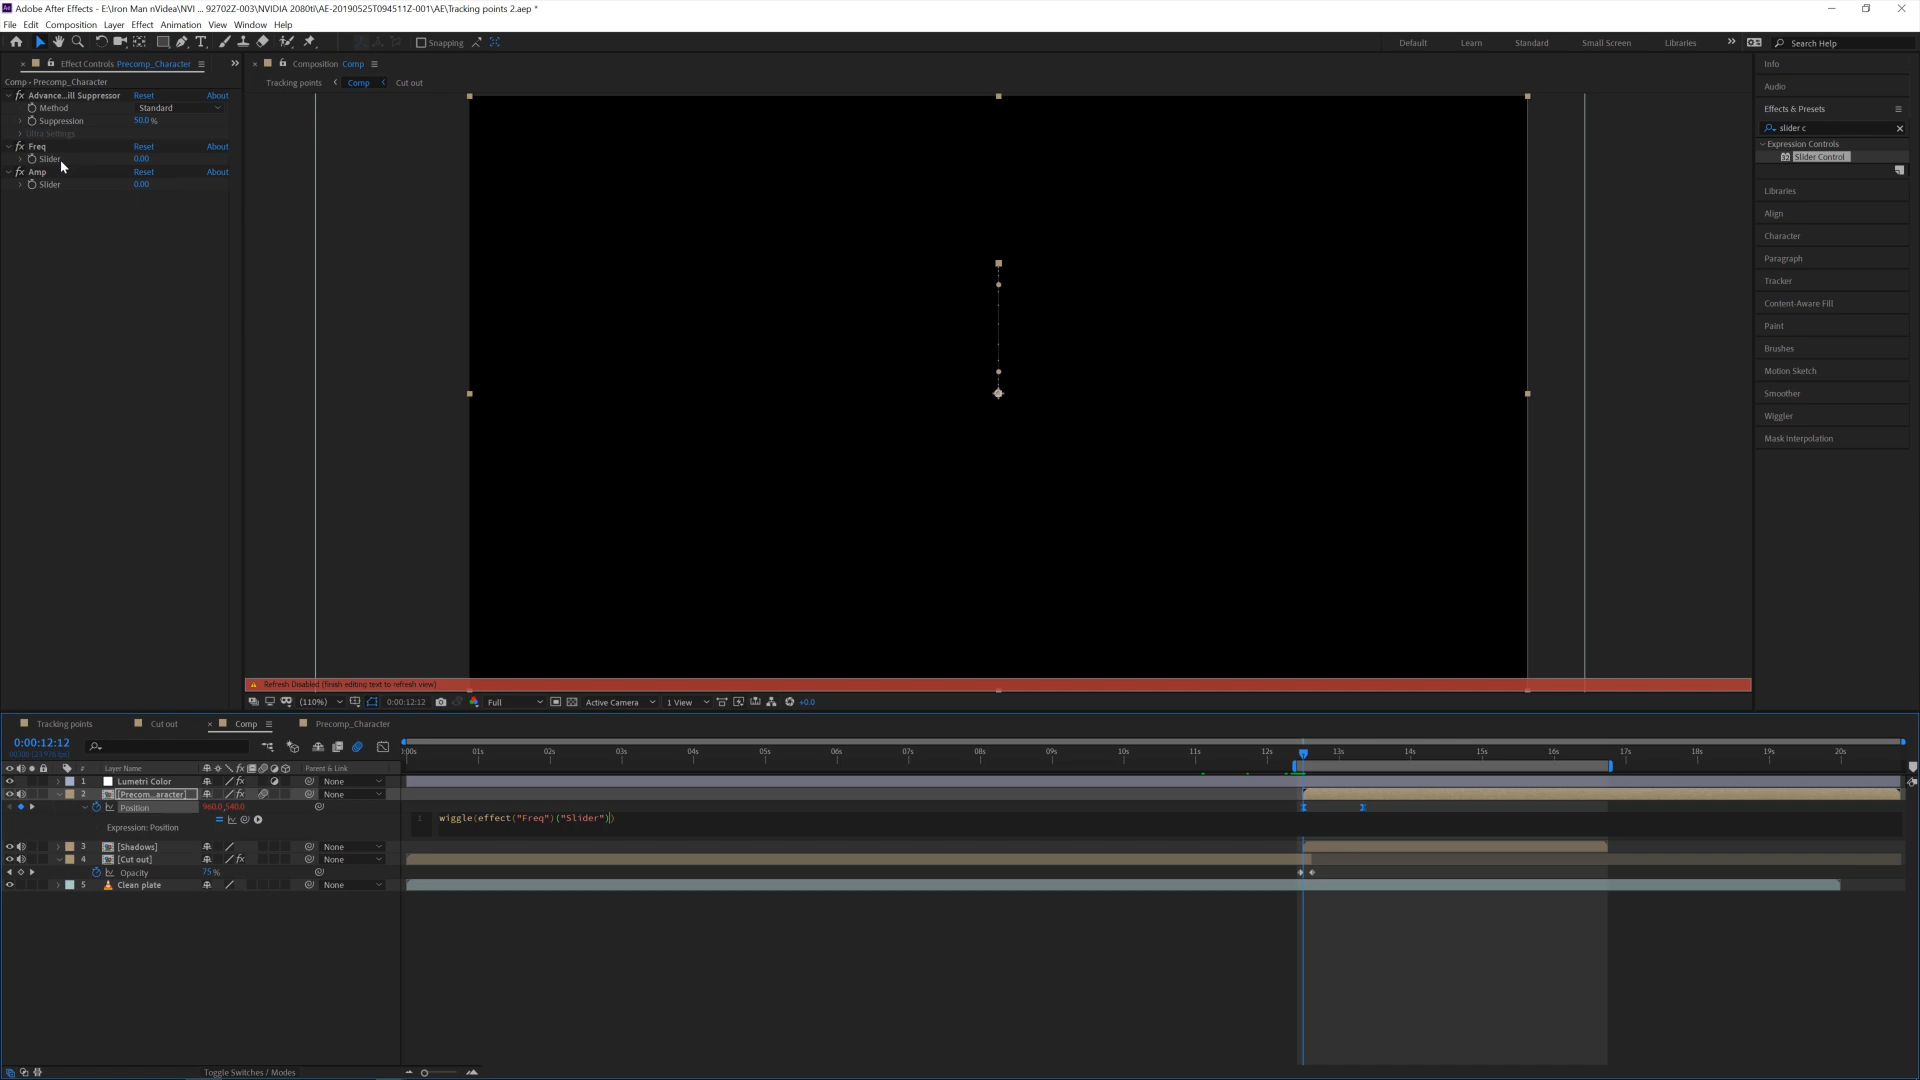 Adobe After Effects - E:\Iron Man nVidea\NVI ... 92702Z-003\NVIDIA 2080ti\AE-20190525T094511Z-001\AE\Tracking points 2.aep *
File Edit Composition Layer Effect Animation View Window Help
Snapping
Default Learn Standard Small Screen Libraries Search Help
Effect Controls Precomp_Character
Comp - Precomp_Character
fx Advance...ill Suppressor Reset About
Method Standard
Suppression 50.0 %
Ultra Settings
fx Freq Reset About
Slider 0.00
fx Amp Reset About
Slider 0.00
Composition Comp
Tracking points Comp Cut out
Info
Audio
Effects & Presets
slider c
Expression Controls
Slider Control
Libraries
Align
Character
Paragraph
Tracker
Content-Aware Fill
Paint
Brushes
Motion Sketch
Smoother
Wiggler
Mask Interpolation
Refresh Disabled (finish editing text to refresh view)
(110%) 0:00:12:12 Full Active Camera 1 View +0.0
Tracking points Cut out Comp Precomp_Character
0:00:12:12
:00s 01s 02s 03s 04s 05s 06s 07s 08s 09s 10s 11s 12s 13s 14s 15s 16s 17s 18s 19s 20s
# Layer Name Parent & Link
1 Lumetri Color None
2 [Precom...aracter] None
Position 960.0,540.0
Expression: Position
1 wiggle(effect("Freq")("Slider"))
3 [Shadows] None
4 [Cut out] None
Opacity 75 %
5 Clean plate None
Toggle Switches / Modes